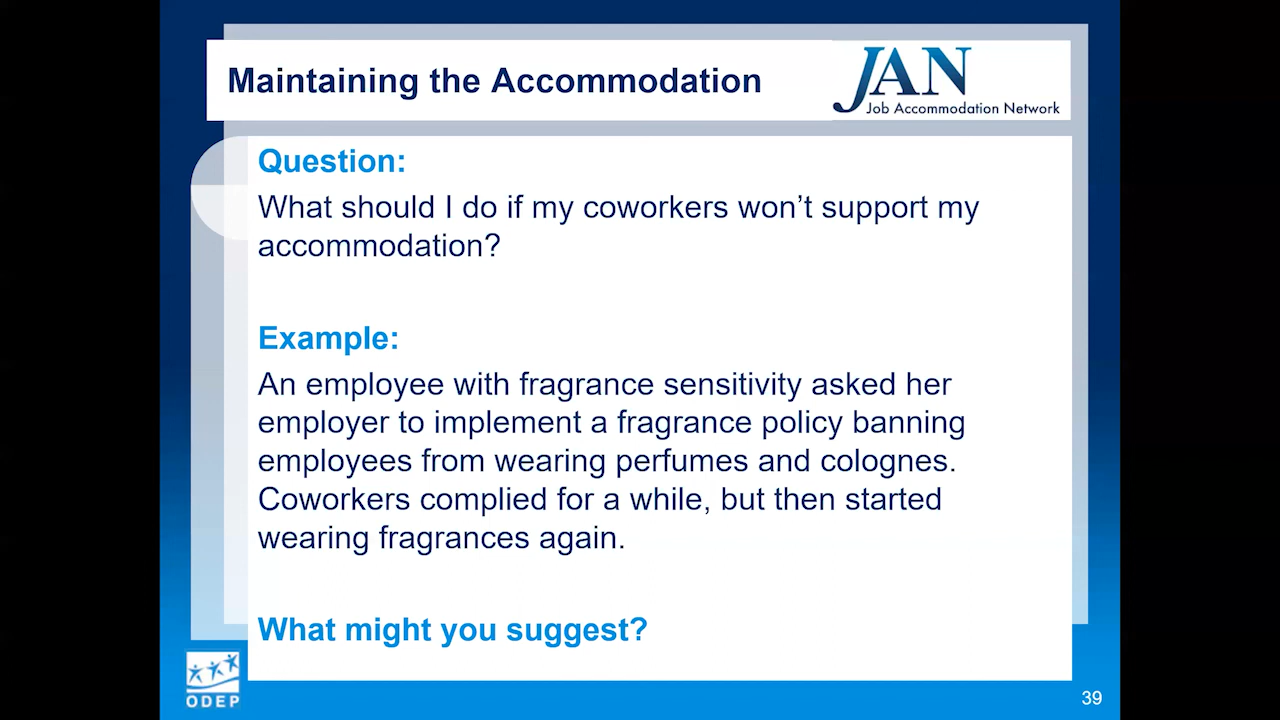 Maintaining the Accommodation
JAN
Job Accommodation Network
Question:
What should I do if my coworkers won’t support my
accommodation?
Example:
An employee with fragrance sensitivity asked her
employer to implement a fragrance policy banning
employees from wearing perfumes and colognes.
Coworkers complied for a while, but then started
wearing fragrances again.
What might you suggest?
ODEP
39